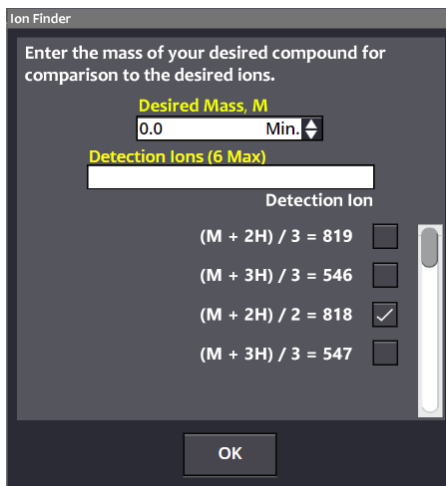 Ion Finder
Enter the mass of your desired compound for
comparison to the desired ions.
Desired Mass, M
0.0 Min.
Detection Ions (6 Max)
Detection Ion
(M + 2H) / 3 = 819
(M + 3H) / 3 = 546
(M + 2H) / 2 = 818
(M + 3H) / 3 = 547
OK